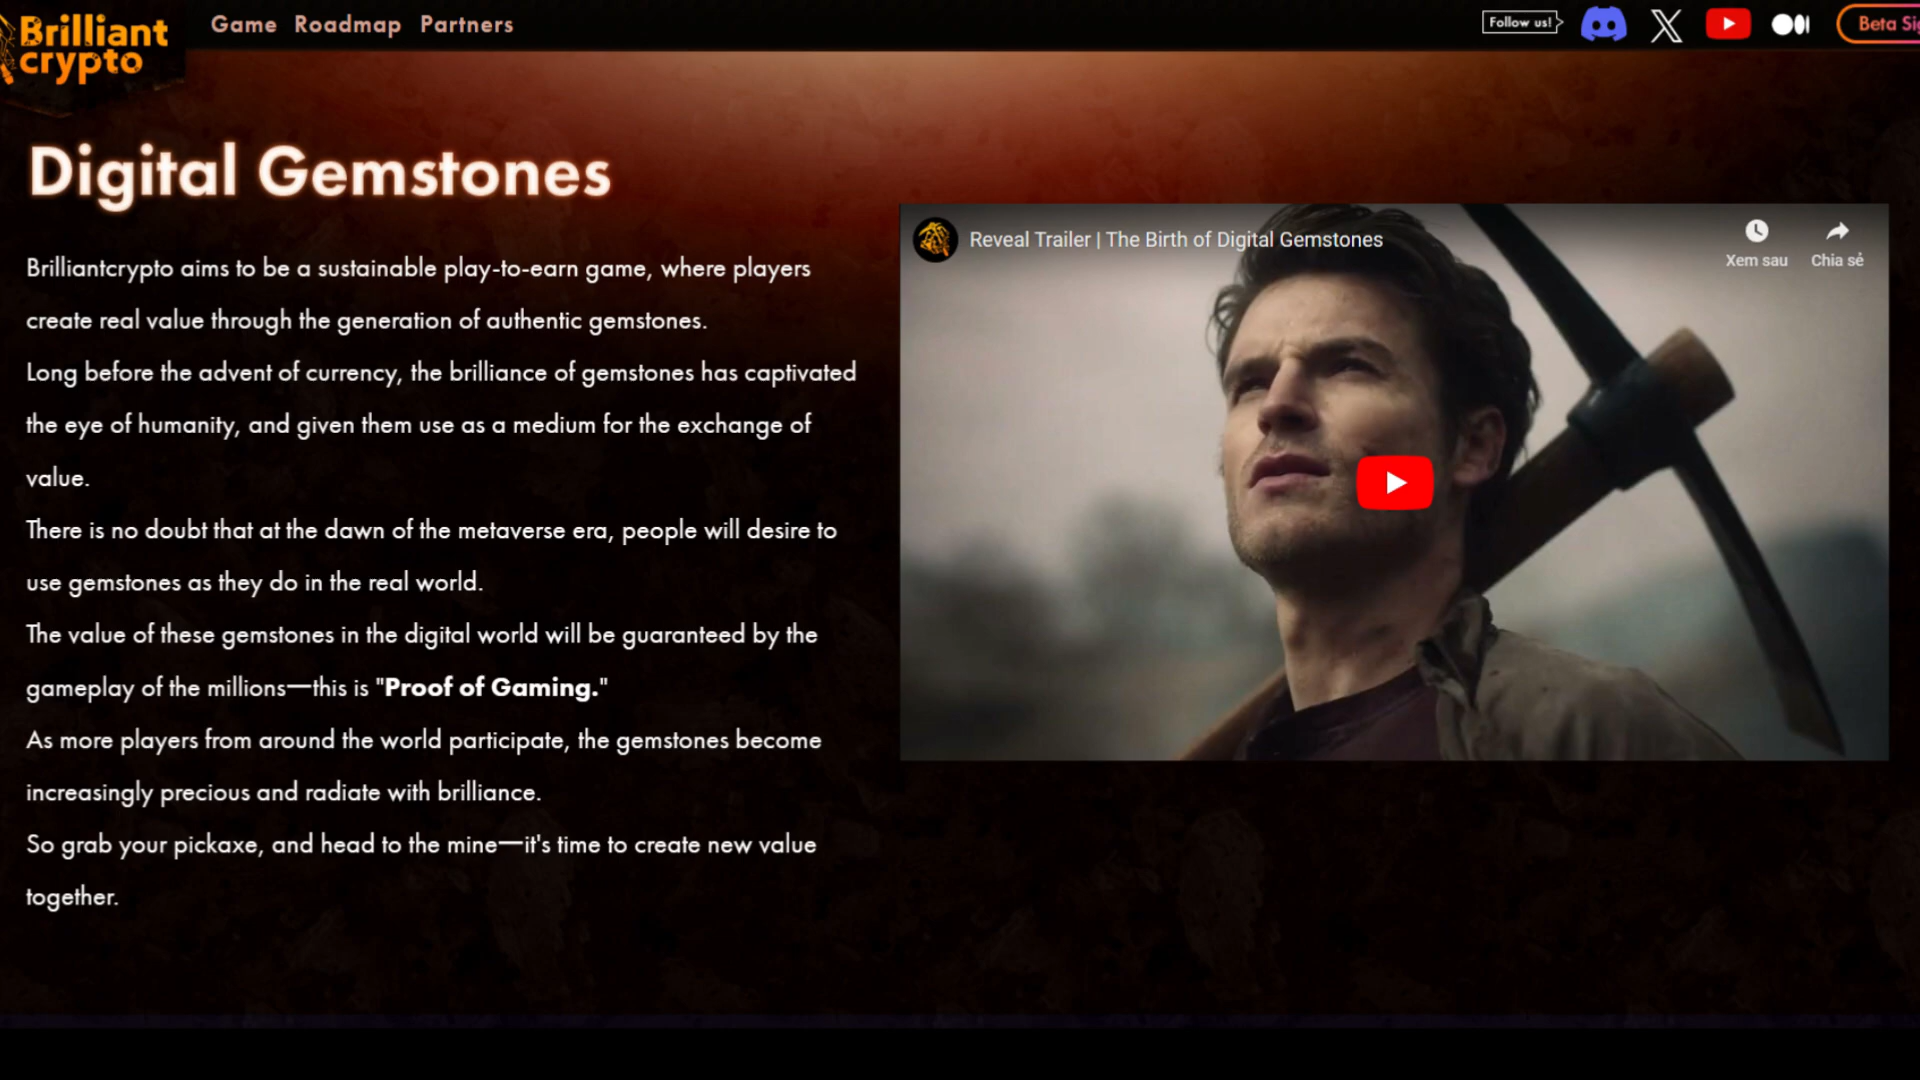 Brilliant
crypto
Game Roadmap Partners
Follow us!
Beta Sig
Digital Gemstones
Brilliantcrypto aims to be a sustainable play-to-earn game, where players
create real value through the generation of authentic gemstones.
Long before the advent of currency, the brilliance of gemstones has captivated
the eye of humanity, and given them use as a medium for the exchange of
value.
There is no doubt that at the dawn of the metaverse era, people will desire to
use gemstones as they do in the real world.
The value of these gemstones in the digital world will be guaranteed by the
gameplay of the millions—this is "Proof of Gaming."
As more players from around the world participate, the gemstones become
increasingly precious and radiate with brilliance.
So grab your pickaxe, and head to the mine—it's time to create new value
together.
Reveal Trailer | The Birth of Digital Gemstones
Xem sau
Chia sẻ